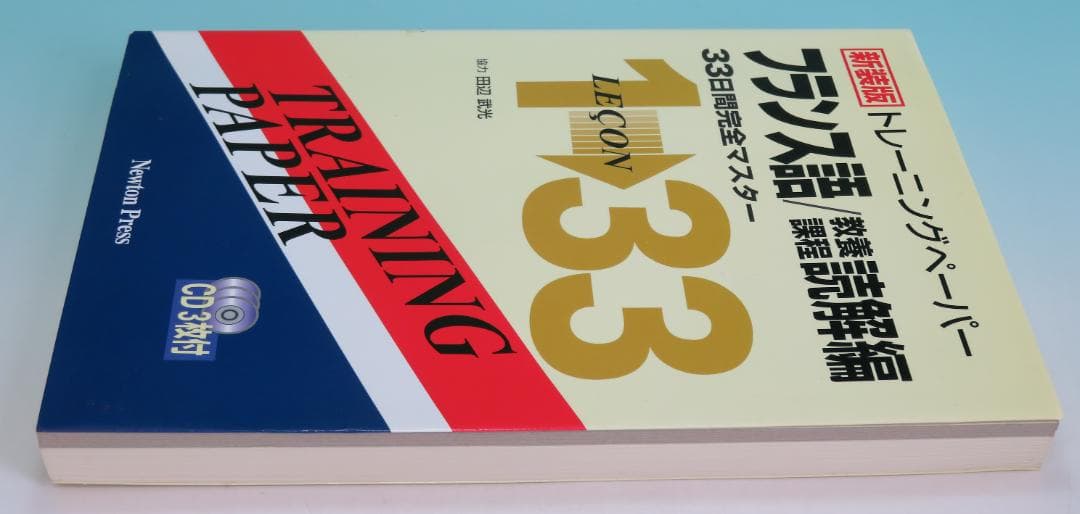 新装版 トレーニングペーパー
フランス語/教養課程読解編
33日間完全マスター
1
LEÇON
33
協力 田辺 武光
TRAINING
PAPER
CD3枚付
Newton Press